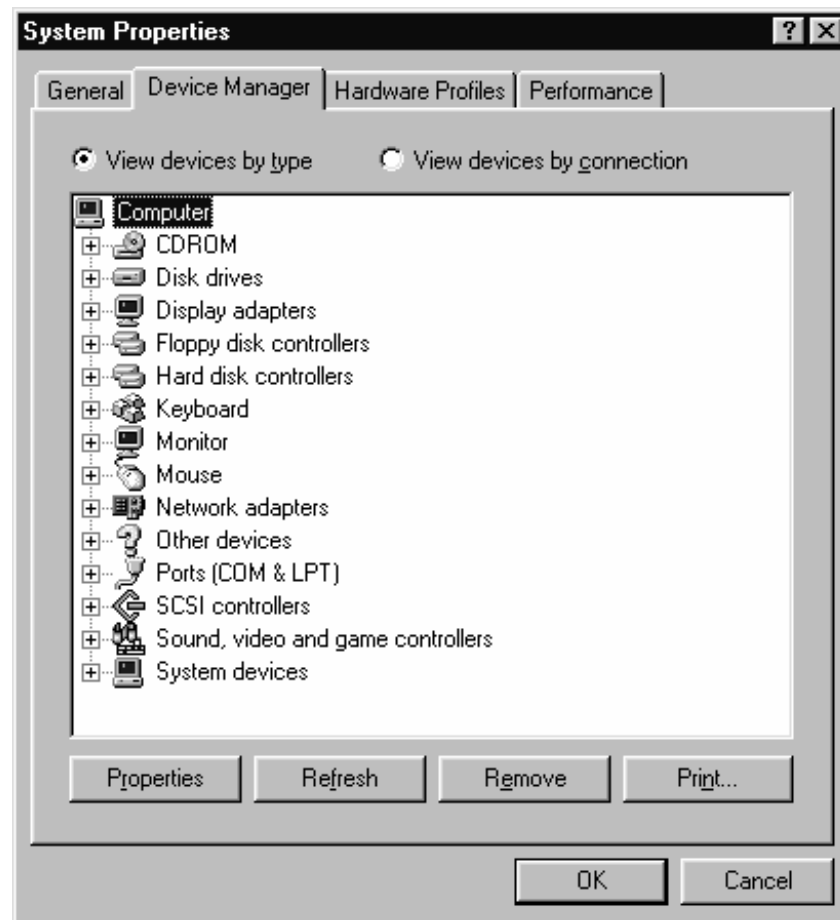 System Properties
General Device Manager Hardware Profiles Performance
View devices by type View devices by connection
Computer
CDROM
Disk drives
Display adapters
Floppy disk controllers
Hard disk controllers
Keyboard
Monitor
Mouse
Network adapters
Other devices
Ports (COM & LPT)
SCSI controllers
Sound, video and game controllers
System devices
Properties Refresh Remove Print...
OK Cancel